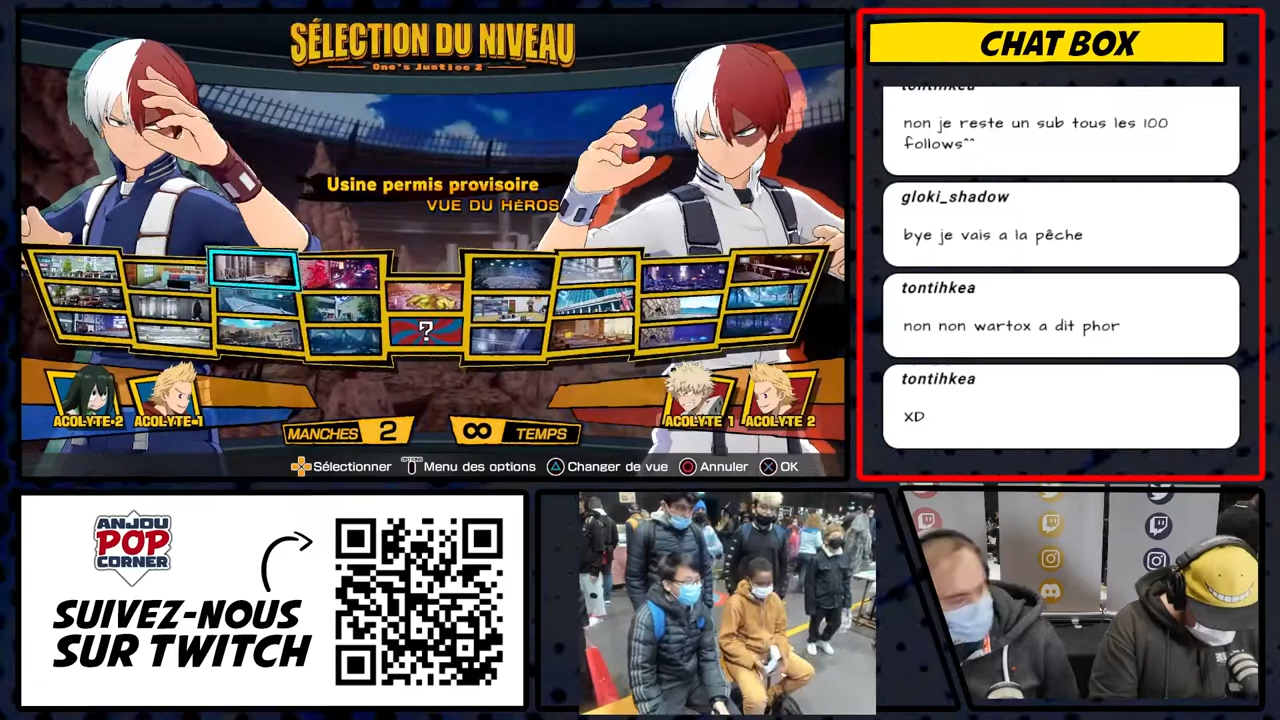 SÉLECTION DU NIVEAU
One's Justice 2
Usine permis provisoire
VUE DU HÉROS
?
ACOLYTE 2
ACOLYTE 1
ACOLYTE 1
ACOLYTE 2
MANCHES 2
∞ TEMPS
Sélectionner
OPTIONS
Menu des options
Changer de vue
Annuler
OK
CHAT BOX
tontihkea
non je reste un sub tous les 100
follows^^
gloki_shadow
bye je vais a la pêche
tontihkea
non non wartox a dit phor
tontihkea
XD
ANJOU
POP
CORNER
SUIVEZ-NOUS
SUR TWITCH